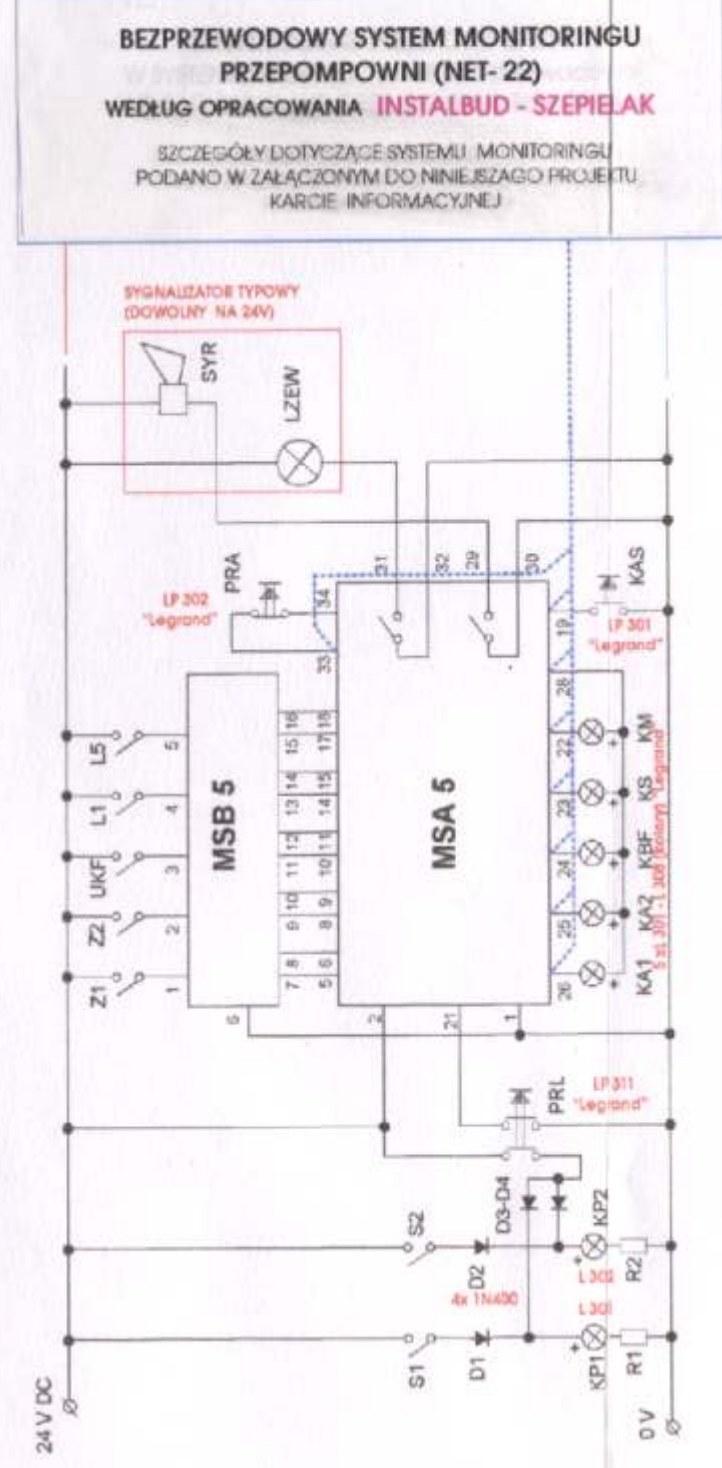 BEZPRZEWODOWY SYSTEM MONITORINGU
PRZEPOMPOWNI (NET- 22)
WEDŁUG OPRACOWANIA INSTALBUD - SZEPIELAK
SZCZEGÓŁY DOTYCZĄCE SYSTEMU MONITORINGU
PODANO W ZAŁĄCZONYM DO NINIEJSZAGO PROJEKTU
KARCIE INFORMACYJNEJ
SYGNALIZATOR TYPOWY
(DOWOLNY NA 24V)
SYR
LZEW
PRA
LP 302
"Legrand"
31
32
29
30
34
33
KAS
LP 301
"Legrand"
19
28
L5
L1
UKF
Z2
Z1
5
4
3
2
1
MSB 5
6
16
15
14
13
12
11
10
9
8
7
18
17
15
14
11
10
9
8
6
5
MSA 5
22
23
24
25
26
KM
KS
KBF
KA2
KA1
2
21
1
LP 311
"Legrand"
PRL
D3-D4
S2
S1
D2
D1
4x 1N400
KP2
KP1
L 302
L 301
R2
R1
24 V DC
0 V